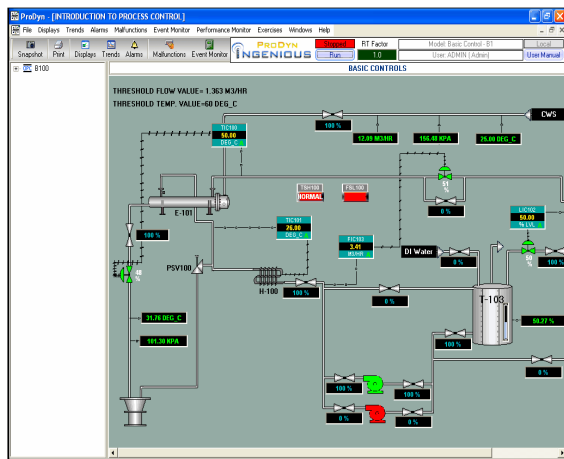 ProDyn - [INTRODUCTION TO PROCESS CONTROL]
File Displays Trends Alarms Malfunctions Event Monitor Performance Monitor Exercises Windows Help
Snapshot Print Displays Trends Alarms Malfunctions Event Monitor
PRODYN
INGENIOUS
Stopped
Run
RT Factor
1.0
Model: Basic Control - B1
User: ADMIN (Admin)
Local
User Manual
8100
BASIC CONTROLS
THRESHOLD FLOW VALUE= 1.363 M3/HR
THRESHOLD TEMP. VALUE=60 DEG_C
CWS
TIC100
50.00
DEG_C A
100 %
12.09 M3/HR
156.48 KPA
26.00 DEG_C
51
%
TSH100
NORMAL
FSL100
E-101
0 %
LIC102
50.00
% LVL A
TIC101
76.00
DEG_C A
FIC103
3.41
M3/HR A
100 %
DI Water
0 %
50
%
100 %
PSV100
H-100
100 %
T-103
0 %
31.76 DEG_C
50.27 %
101.30 KPA
100 %
0 %
100 %
100 %
0 %
0 %